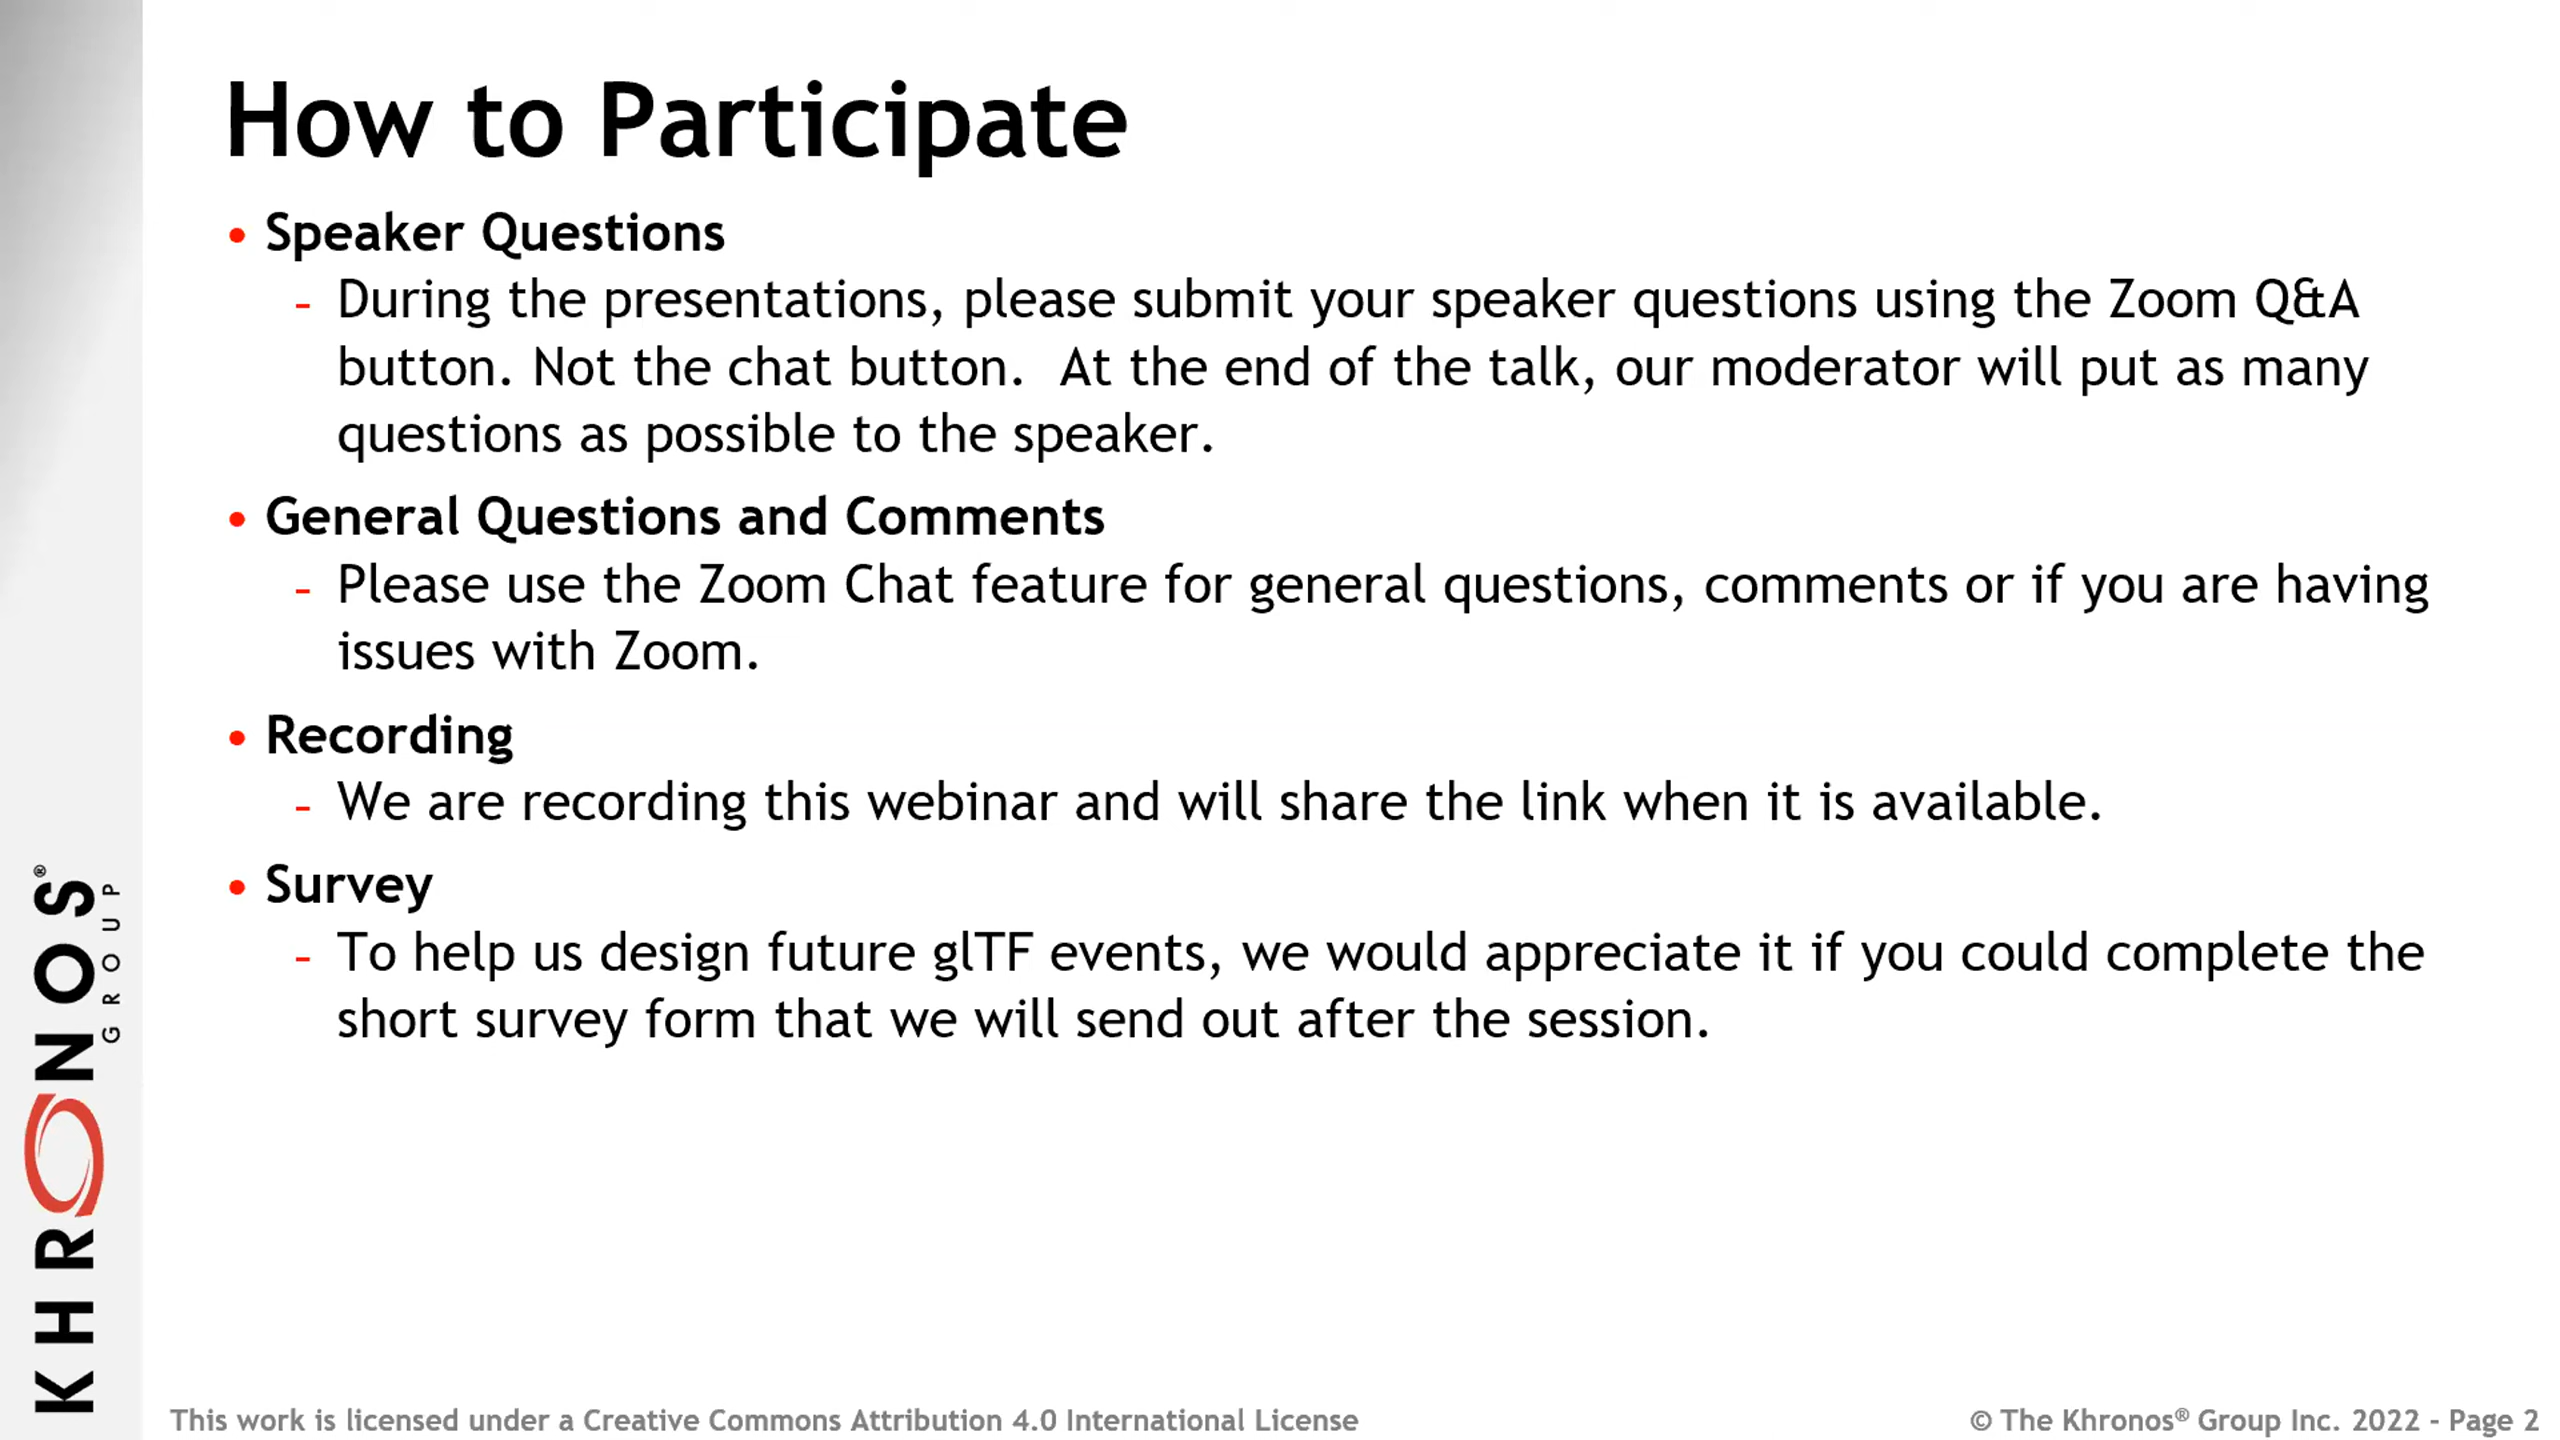 How to Participate
• Speaker Questions
- During the presentations, please submit your speaker questions using the Zoom Q&A
button. Not the chat button.  At the end of the talk, our moderator will put as many
questions as possible to the speaker.
• General Questions and Comments
- Please use the Zoom Chat feature for general questions, comments or if you are having
issues with Zoom.
• Recording
- We are recording this webinar and will share the link when it is available.
• Survey
- To help us design future glTF events, we would appreciate it if you could complete the
short survey form that we will send out after the session.
KHRONOS®
GROUP
This work is licensed under a Creative Commons Attribution 4.0 International License
© The Khronos® Group Inc. 2022 - Page 2